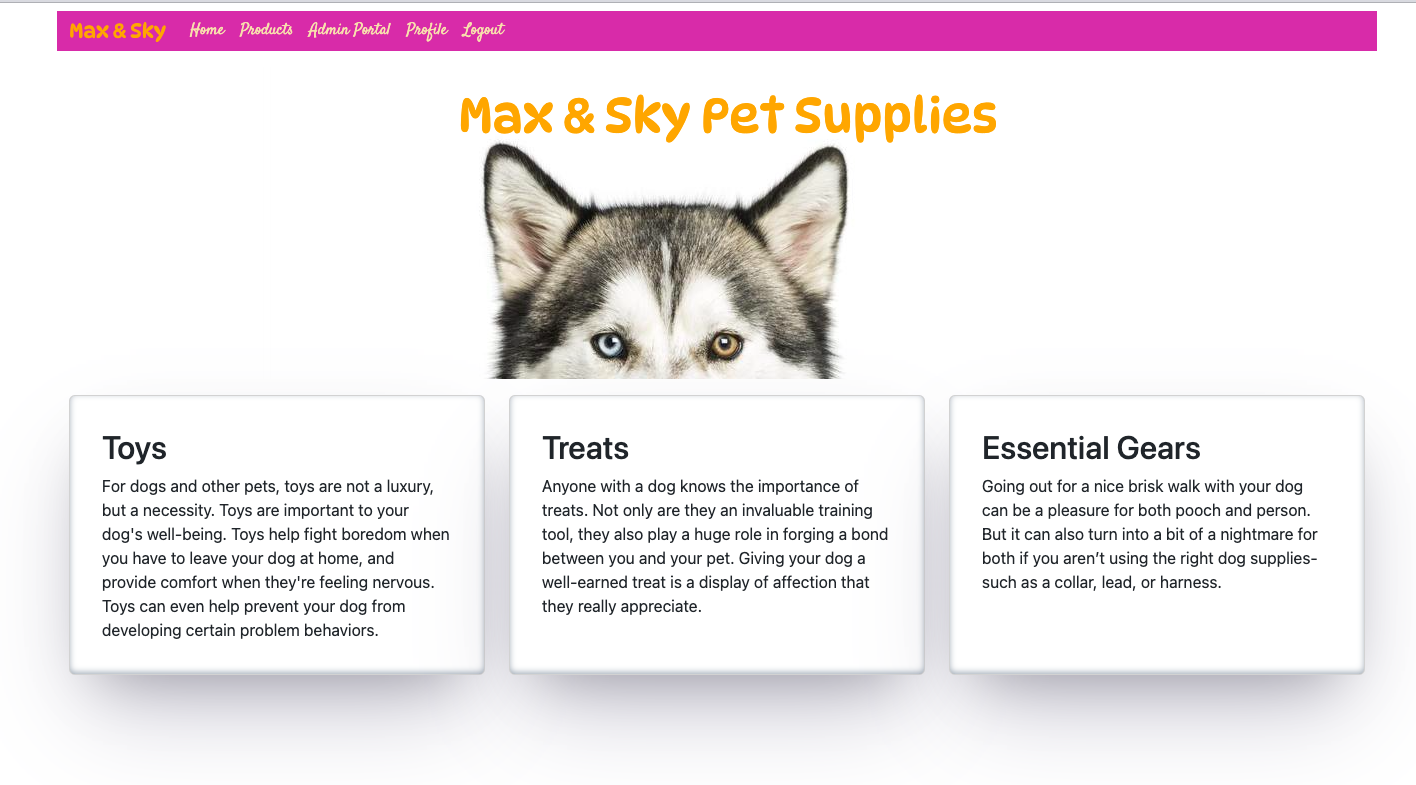 Max & Sky Home Products Admin Portal Profile Logout
Max & Sky Pet Supplies
Toys
For dogs and other pets, toys are not a luxury,
but a necessity. Toys are important to your
dog's well-being. Toys help fight boredom when
you have to leave your dog at home, and
provide comfort when they're feeling nervous.
Toys can even help prevent your dog from
developing certain problem behaviors.
Treats
Anyone with a dog knows the importance of
treats. Not only are they an invaluable training
tool, they also play a huge role in forging a bond
between you and your pet. Giving your dog a
well-earned treat is a display of affection that
they really appreciate.
Essential Gears
Going out for a nice brisk walk with your dog
can be a pleasure for both pooch and person.
But it can also turn into a bit of a nightmare for
both if you aren’t using the right dog supplies-
such as a collar, lead, or harness.